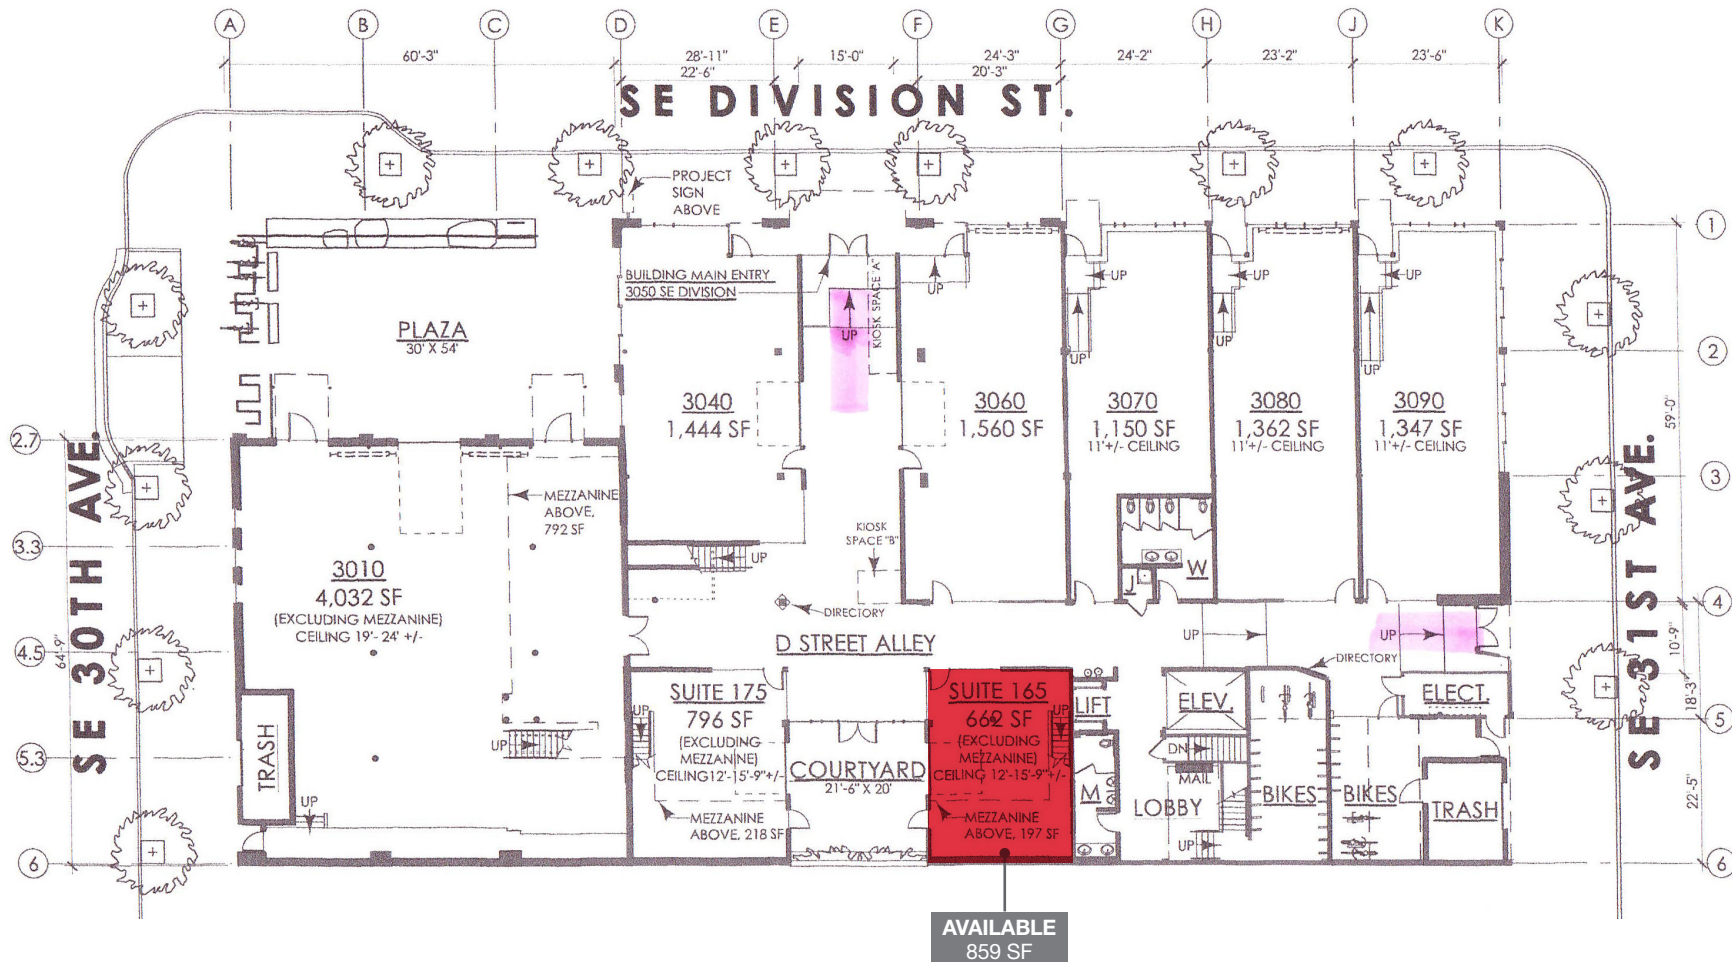 A B C D E F G H J K
60'-3" 28'-11" 15'-0" 24'-3" 24'-2" 23'-2" 23'-6"
22'-6" 20'-3"
SE DIVISION ST.
PROJECT
SIGN
ABOVE
1
BUILDING MAIN ENTRY
3050 SE DIVISION
KIOSK SPACE "A"
UP
UP
UP
UP
UP
UP
UP
UP
PLAZA
30' X 54'
2
3040
1,444 SF
3060
1,560 SF
3070
1,150 SF
11'+/- CEILING
3080
1,362 SF
11'+/- CEILING
3090
1,347 SF
11'+/- CEILING
59'-0"
2.7
3
SE 30TH AVE.
SE 31ST AVE.
64'-9"
MEZZANINE
ABOVE,
792 SF
KIOSK
SPACE "B"
UP
3.3
3010
4,032 SF
(EXCLUDING MEZZANINE)
CEILING 19'- 24' +/-
J
W
DIRECTORY
4
D STREET ALLEY
UP
UP
DIRECTORY
10'-9"
4.5
SUITE 175
796 SF
(EXCLUDING
MEZZANINE)
CEILING12'-15'-9"+/-
UP
MEZZANINE
ABOVE, 218 SF
SUITE 165
662 SF
(EXCLUDING
MEZZANINE)
CEILING 12'-15'-9"+/-
UP
MEZZANINE
ABOVE, 197 SF
LIFT
ELEV.
ELECT.
18'-3"
5
5.3
UP
TRASH
COURTYARD
21'-6" X 20'
DN
MAIL
M
LOBBY
BIKES
BIKES
TRASH
22'-5"
UP
UP
6
6
AVAILABLE
859 SF